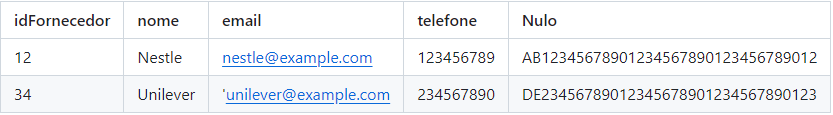 idFornecedor nome email telefone Nulo
12 Nestle nestle@example.com 123456789 AB12345678901234567890123456789012
34 Unilever 'unilever@example.com 234567890 DE23456789012345678901234567890123